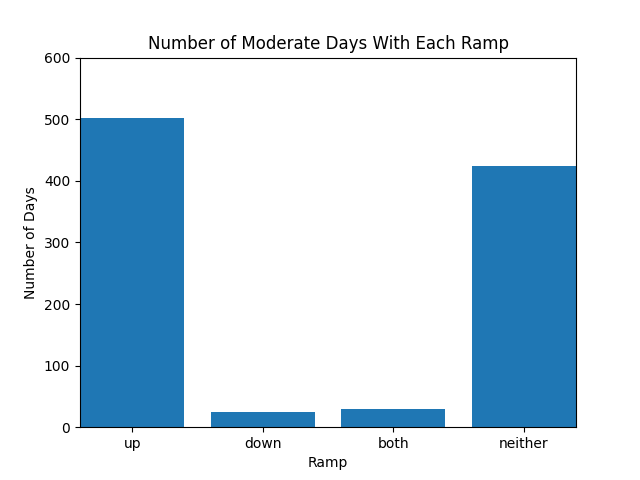 Number of Moderate Days With Each Ramp
600
500
400
300
200
100
0
Number of Days
up down both neither
Ramp